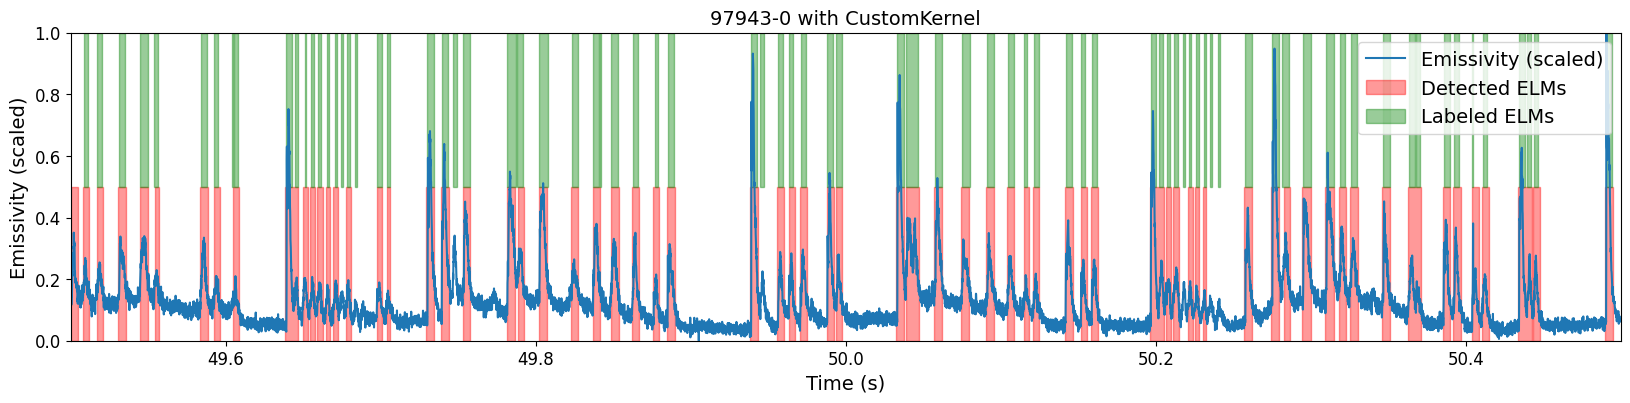 97943-0 with CustomKernel
Emissivity (scaled)
1.0
0.8
0.6
0.4
0.2
0.0
Emissivity (scaled)
Detected ELMs
Labeled ELMs
49.6
49.8
50.0
50.2
50.4
Time (s)